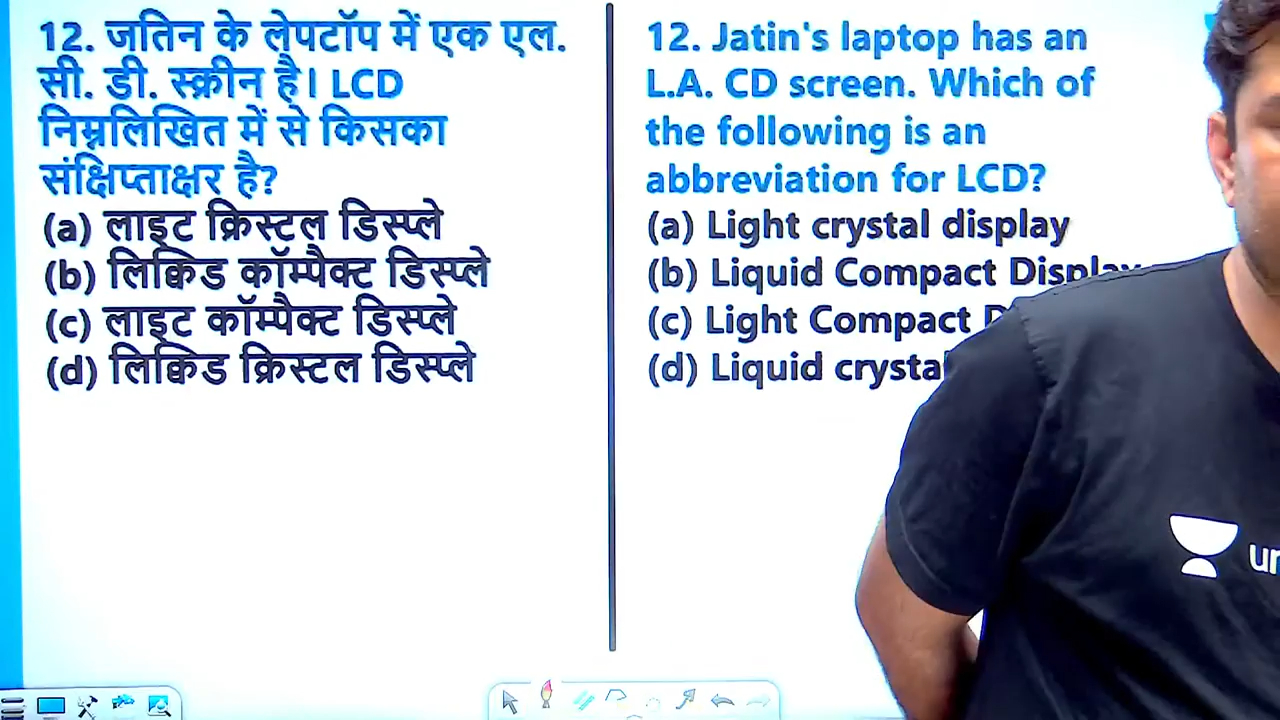 12. जतिन के लेपटॉप में एक एल.
सी. डी. स्क्रीन है। LCD
निम्नलिखित में से किसका
संक्षिप्ताक्षर है?
(a) लाइट क्रिस्टल डिस्प्ले
(b) लिक्विड कॉम्पैक्ट डिस्प्ले
(c) लाइट कॉम्पैक्ट डिस्प्ले
(d) लिक्विड क्रिस्टल डिस्प्ले
12. Jatin's laptop has an
L.A. CD screen. Which of
the following is an
abbreviation for LCD?
(a) Light crystal display
(b) Liquid Compact Display
(c) Light Compact
(d) Liquid